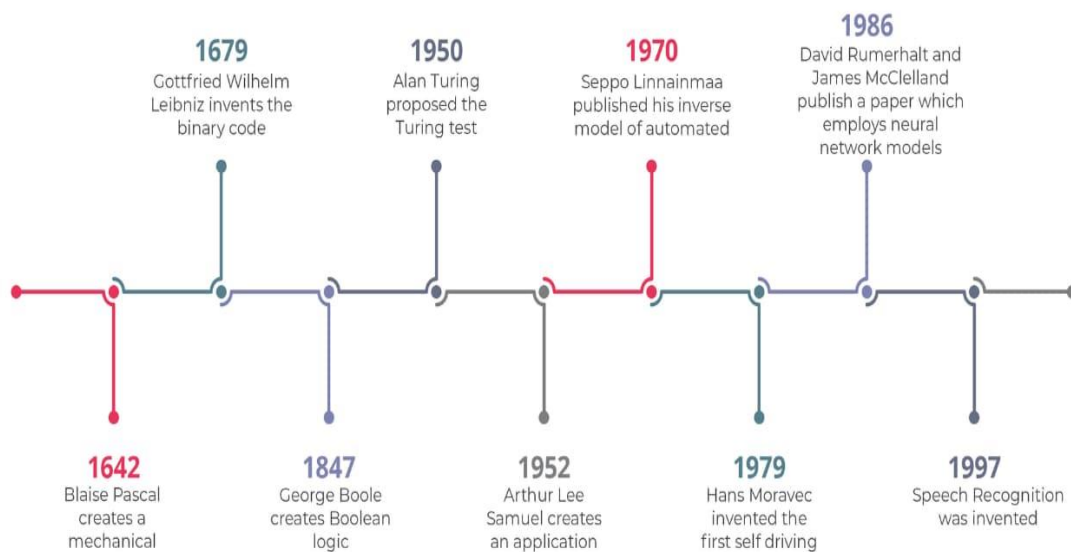 1642
Blaise Pascal
creates a
mechanical
1679
Gottfried Wilhelm
Leibniz invents the
binary code
1847
George Boole
creates Boolean
logic
1950
Alan Turing
proposed the
Turing test
1952
Arthur Lee
Samuel creates
an application
1970
Seppo Linnainmaa
published his inverse
model of automated
1979
Hans Moravec
invented the
first self driving
1986
David Rumerhalt and
James McClelland
publish a paper which
employs neural
network models
1997
Speech Recognition
was invented